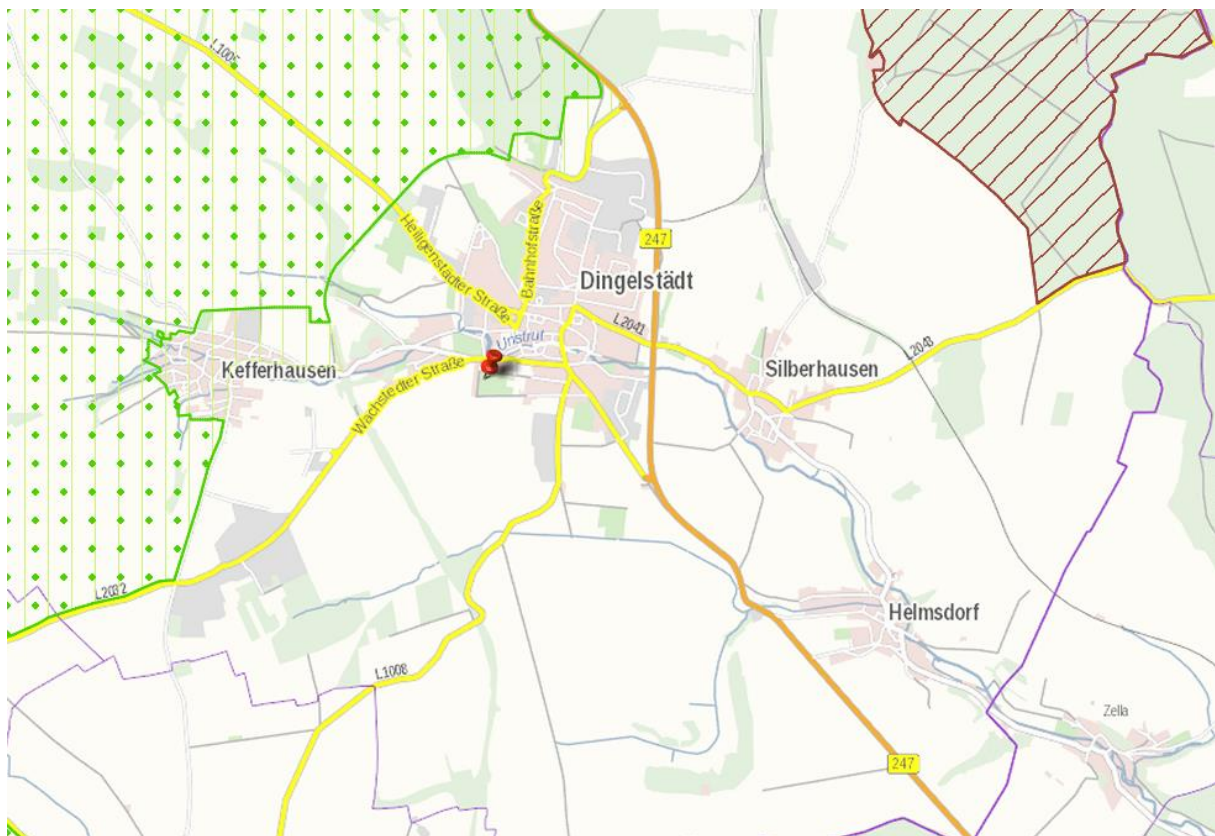 L1005
Heiligenstädter Straße
Bahnhofstraße
247
Dingelstädt
L2041
Unstrut
L2043
Kefferhausen
Wachstedter Straße
Silberhausen
L2032
Helmsdorf
L1008
Zella
247